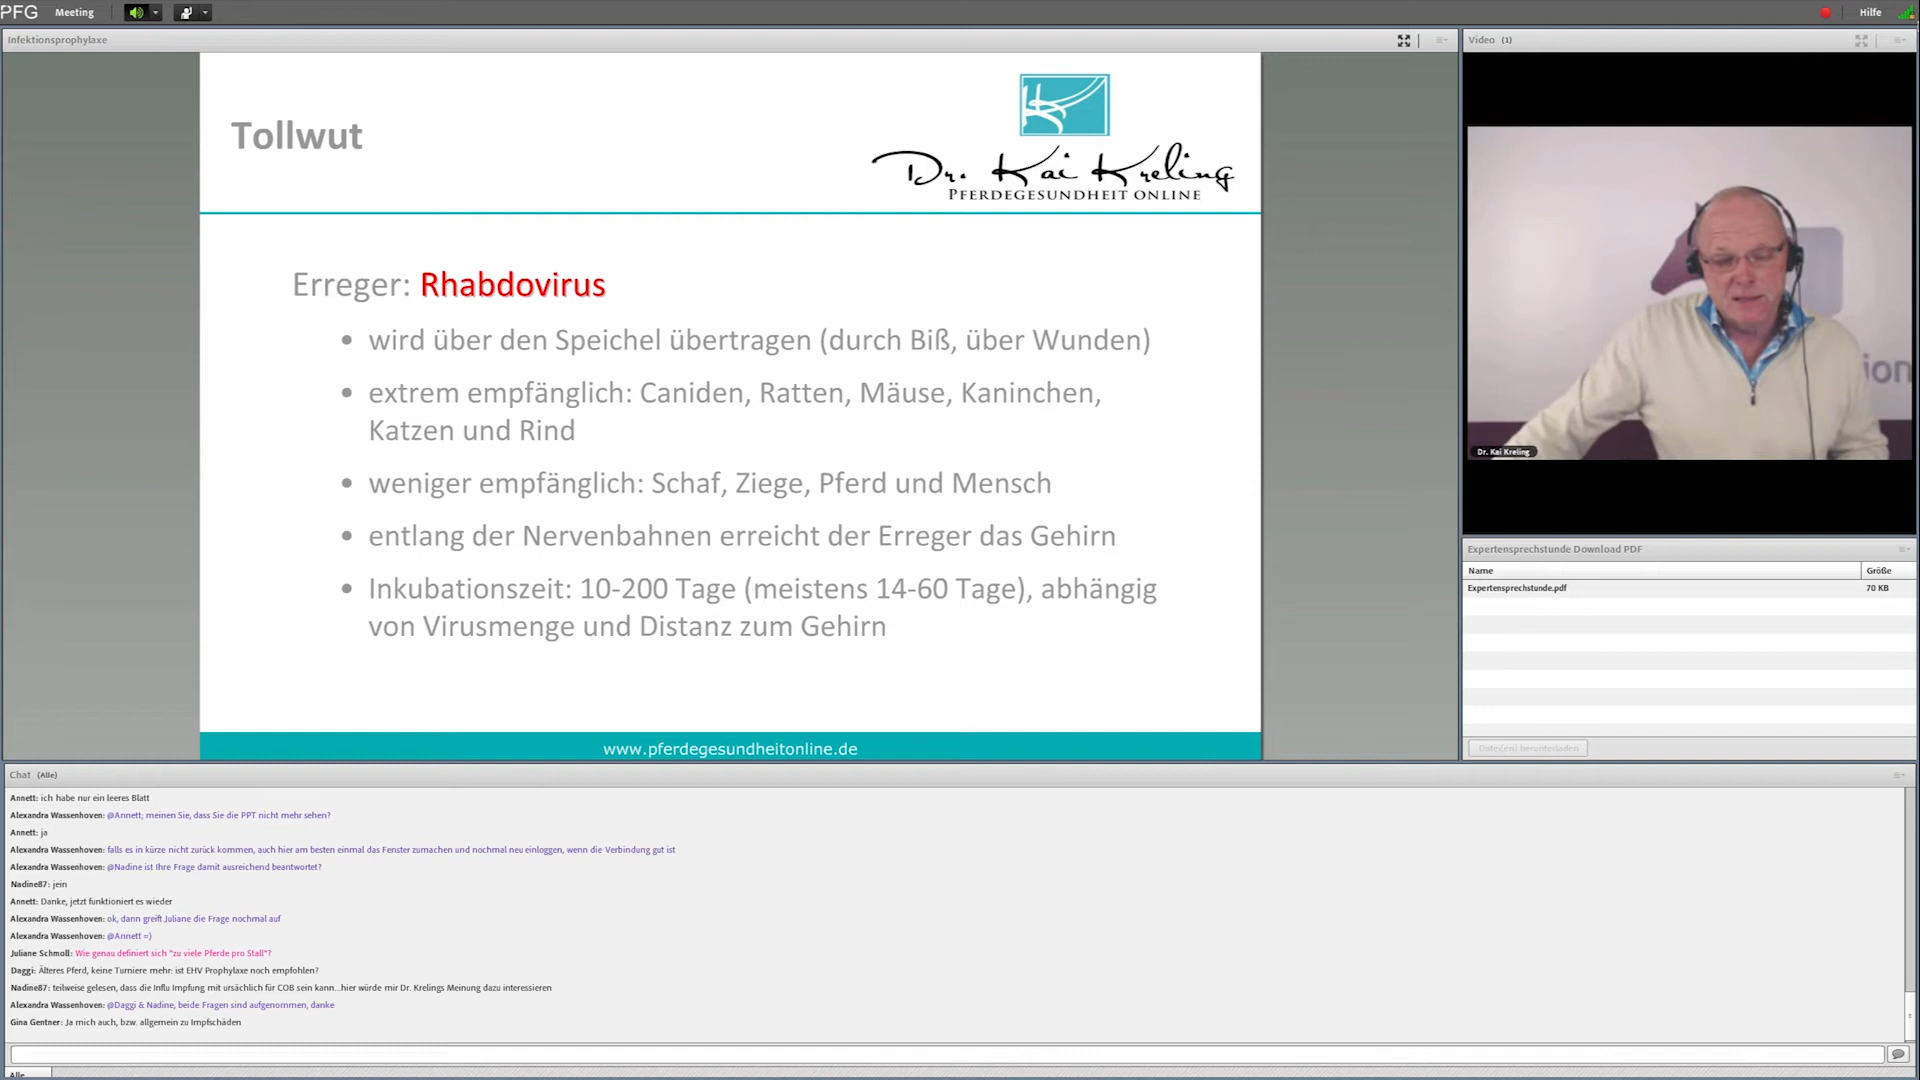 PFG Meeting Hilfe
Infektionsprophylaxe
Tollwut
Dr. Kai Kreling
PFERDEGESUNDHEIT ONLINE
Erreger: Rhabdovirus
• wird über den Speichel übertragen (durch Biß, über Wunden)
• extrem empfänglich: Caniden, Ratten, Mäuse, Kaninchen,
Katzen und Rind
• weniger empfänglich: Schaf, Ziege, Pferd und Mensch
• entlang der Nervenbahnen erreicht der Erreger das Gehirn
• Inkubationszeit: 10-200 Tage (meistens 14-60 Tage), abhängig
von Virusmenge und Distanz zum Gehirn
www.pferdegesundheitonline.de
Video (1)
ion
Dr. Kai Kreling
Expertensprechstunde Download PDF
Name Größe
Expertensprechstunde.pdf 70 KB
Datei(en) herunterladen
Chat (Alle)
Annett: ich habe nur ein leeres Blatt
Alexandra Wassenhoven: @Annett; meinen Sie, dass Sie die PPT nicht mehr sehen?
Annett: ja
Alexandra Wassenhoven: falls es in kürze nicht zurück kommen, auch hier am besten einmal das Fenster zumachen und nochmal neu einloggen, wenn die Verbindung gut ist
Alexandra Wassenhoven: @Nadine ist Ihre Frage damit ausreichend beantwortet?
Nadine87: jein
Annett: Danke, jetzt funktioniert es wieder
Alexandra Wassenhoven: ok, dann greift Juliane die Frage nochmal auf
Alexandra Wassenhoven: @Annett =)
Juliane Schmoll: Wie genau definiert sich "zu viele Pferde pro Stall"?
Daggi: Älteres Pferd, keine Turniere mehr: ist EHV Prophylaxe noch empfohlen?
Nadine87: teilweise gelesen, dass die Influ Impfung mit ursächlich für COB sein kann...hier würde mir Dr. Krelings Meinung dazu interessieren
Alexandra Wassenhoven: @Daggi & Nadine, beide Fragen sind aufgenommen, danke
Gina Gentner: Ja mich auch, bzw. allgemein zu Impfschäden
Alle